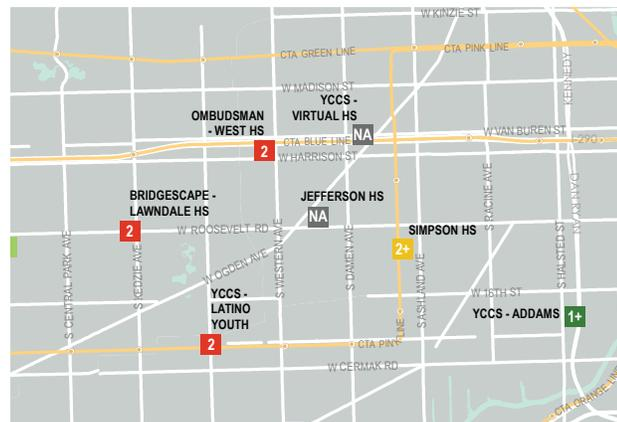 W KINZIE ST
CTA GREEN LINE
CTA PINK LINE
KENNEDY
W MADISON ST
YCCS -
VIRTUAL HS
NA
OMBUDSMAN
- WEST HS
2
CTA BLUE LINE
W VAN BUREN ST
I-290
W HARRISON ST
BRIDGESCAPE -
LAWNDALE HS
2
JEFFERSON HS
NA
S RACINE AVE
DAN RYAN
W ROOSEVELT RD
SIMPSON HS
2+
S CENTRAL PARK AVE
S KEDZIE AVE
W OGDEN AVE
S WESTERN AVE
S DAMEN AVE
S ASHLAND AVE
S HALSTED ST
W 16TH ST
YCCS -
LATINO
YOUTH
2
YCCS - ADDAMS
1+
CTA PINK LINE
W CERMAK RD
CTA ORANGE LINE